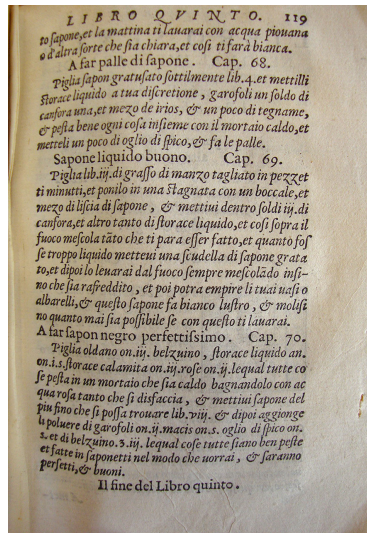 LIBRO QVINTO. 119
to ſapone,et la mattina ti lauarai con acqua piouana
o d'altra ſorte che ſia chiara,et coſi ti farà bianca.
A far palle di ſapone. Cap. 68.
Piglia ſapon gratuſato ſottilmente lib.4.et mettilli
ſtorace liquido a tua diſcretione, garofoli un ſoldo di
canfora una,et mezo de irios, & un poco di tegname,
& peſta bene ogni coſa inſieme con il mortaio caldo,et
metteli un poco di oglio di ſpico,& fa le palle.
Sapone liquido buono. Cap. 69.
Piglia lib.iij.di graſſo di manzo tagliato in pezzet
ti minutti,et ponilo in una ſtagnata con un boccale,et
mezo di liſcia di ſapone, & mettiui dentro ſoldi iij.di
canfora,et altro tanto di ſtorace liquido,et coſi ſopra il
fuoco meſcola tāto che ti para eſſer fatto,et quanto foſ
ſe troppo liquido metteui una ſcudella di ſapone grata
to,et dipoi lo leuarai dal fuoco ſempre meſcolādo inſi-
no che ſia rafreddito, et poi potra empire li tuai uaſi o
albarelli,& queſto ſapone fa bianco luſtro, & moliſi
no quanto mai ſia poſſibile ſe con queſto ti lauarai.
A far ſapon negro perfettiſsimo. Cap. 70.
Piglia oldano on.iij. belzuino, ſtorace liquido an.
on.i.s.ſtorace calamita on.iij.roſe on.ij.lequal tutte co
ſe peſta in un mortaio che ſia caldo bagnandolo con ac
qua roſa tanto che ſi disfaccia, & mettiui ſapone del
piu fino che ſi poſſa trouare lib.viij. & dipoi aggionge
li poluere di garofoli on.ij.macis on.s. oglio di ſpico on.
s. et di belzuino.3.iij. lequal coſe tutte ſiano ben peſte
et fatte in ſaponetti nel modo che uorrai, & ſaranno
perfetti,& buoni.
Il fine del Libro quinto.